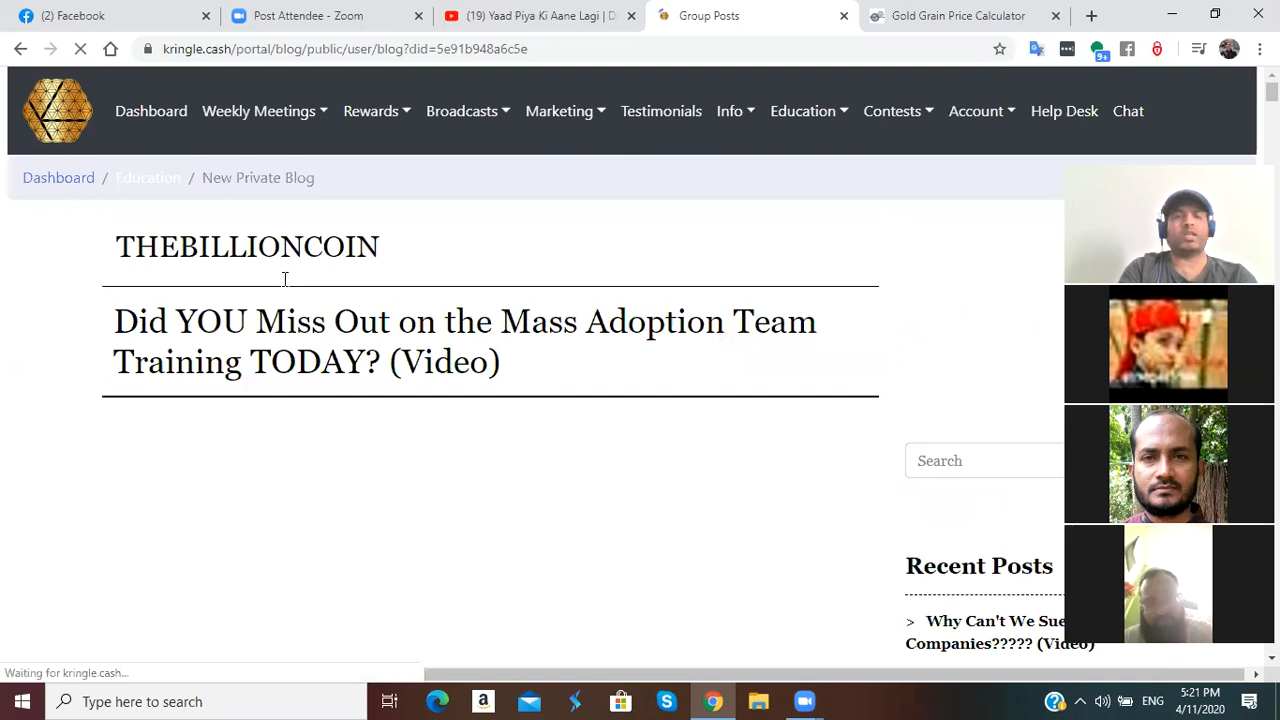 (2) Facebook
Post Attendee - Zoom
(19) Yaad Piya Ki Aane Lagi | D
Group Posts
Gold Grain Price Calculator
kringle.cash/portal/blog/public/user/blog?did=5e91b948a6c5e
9+
Dashboard
Weekly Meetings
Rewards
Broadcasts
Marketing
Testimonials
Info
Education
Contests
Account
Help Desk
Chat
Dashboard / Education / New Private Blog
THEBILLIONCOIN
Did YOU Miss Out on the Mass Adoption Team
Training TODAY? (Video)
Search
Recent Posts
> Why Can't We Sue
Companies????? (Video)
Waiting for kringle.cash...
Type here to search
ENG
5:21 PM
4/11/2020